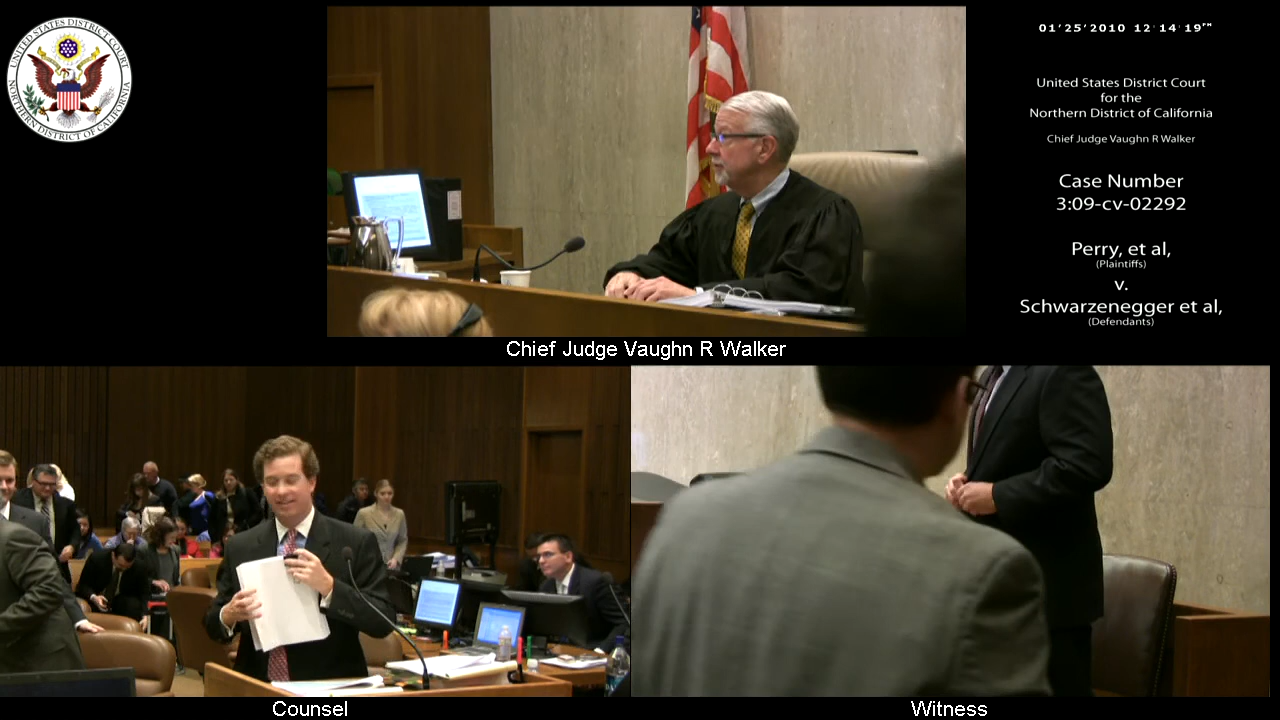 UNITED STATES DISTRICT COURT
NORTHERN DISTRICT OF CALIFORNIA
01'25'2010 12 14 19PM
United States District Court
for the
Northern District of California
Chief Judge Vaughn R Walker
Case Number
3:09-cv-02292
Perry, et al,
(Plaintiffs)
v.
Schwarzenegger et al,
(Defendants)
Chief Judge Vaughn R Walker
Counsel
Witness